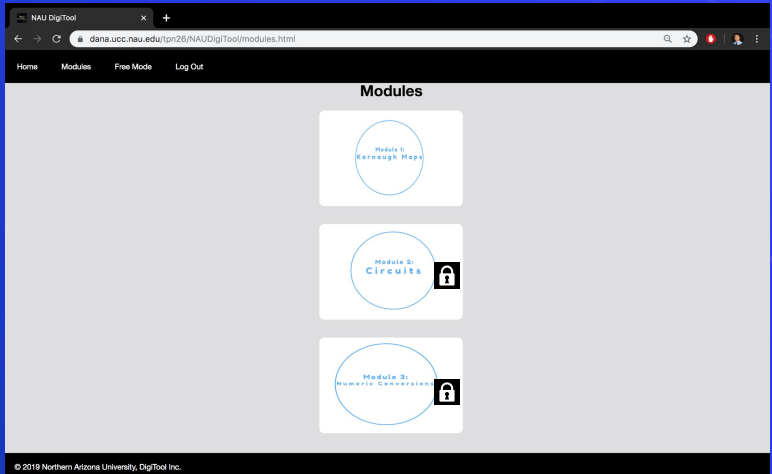 NAU DigiTool
dana.ucc.nau.edu/tpn26/NAUDigiTool/modules.html
Home Modules Free Mode Log Out
Modules
Module 1:
Karnaugh Maps
Module 2:
Circuits
Module 3:
Numeric Conversions
© 2019 Northern Arizona University, DigiTool Inc.